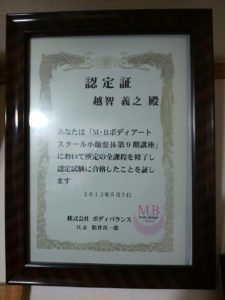 認定証
越智 義之 殿
あなたは「M・Bボディアート
スクール小顔整体第9期講座」
において所定の全課程を修了し
認定試験に合格したことを証し
ます
2012年8月5日
株式会社 ボディバランス
代表
M・B
body design